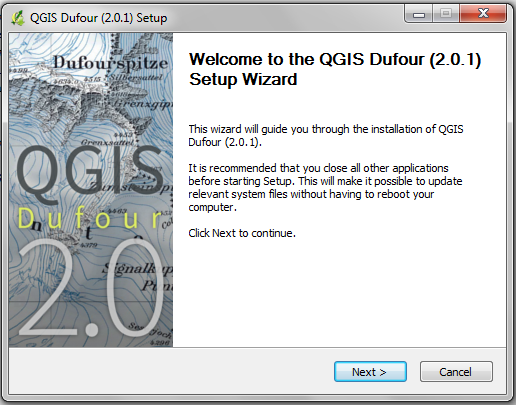 QGIS Dufour (2.0.1) Setup
Dufourspitze
Silbersattel
Grenzgip
Grenzsattel
QGIS
Dufour
2.0
Signalkup
Welcome to the QGIS Dufour (2.0.1)
Setup Wizard
This wizard will guide you through the installation of QGIS
Dufour (2.0.1).
It is recommended that you close all other applications
before starting Setup. This will make it possible to update
relevant system files without having to reboot your
computer.
Click Next to continue.
Next >
Cancel